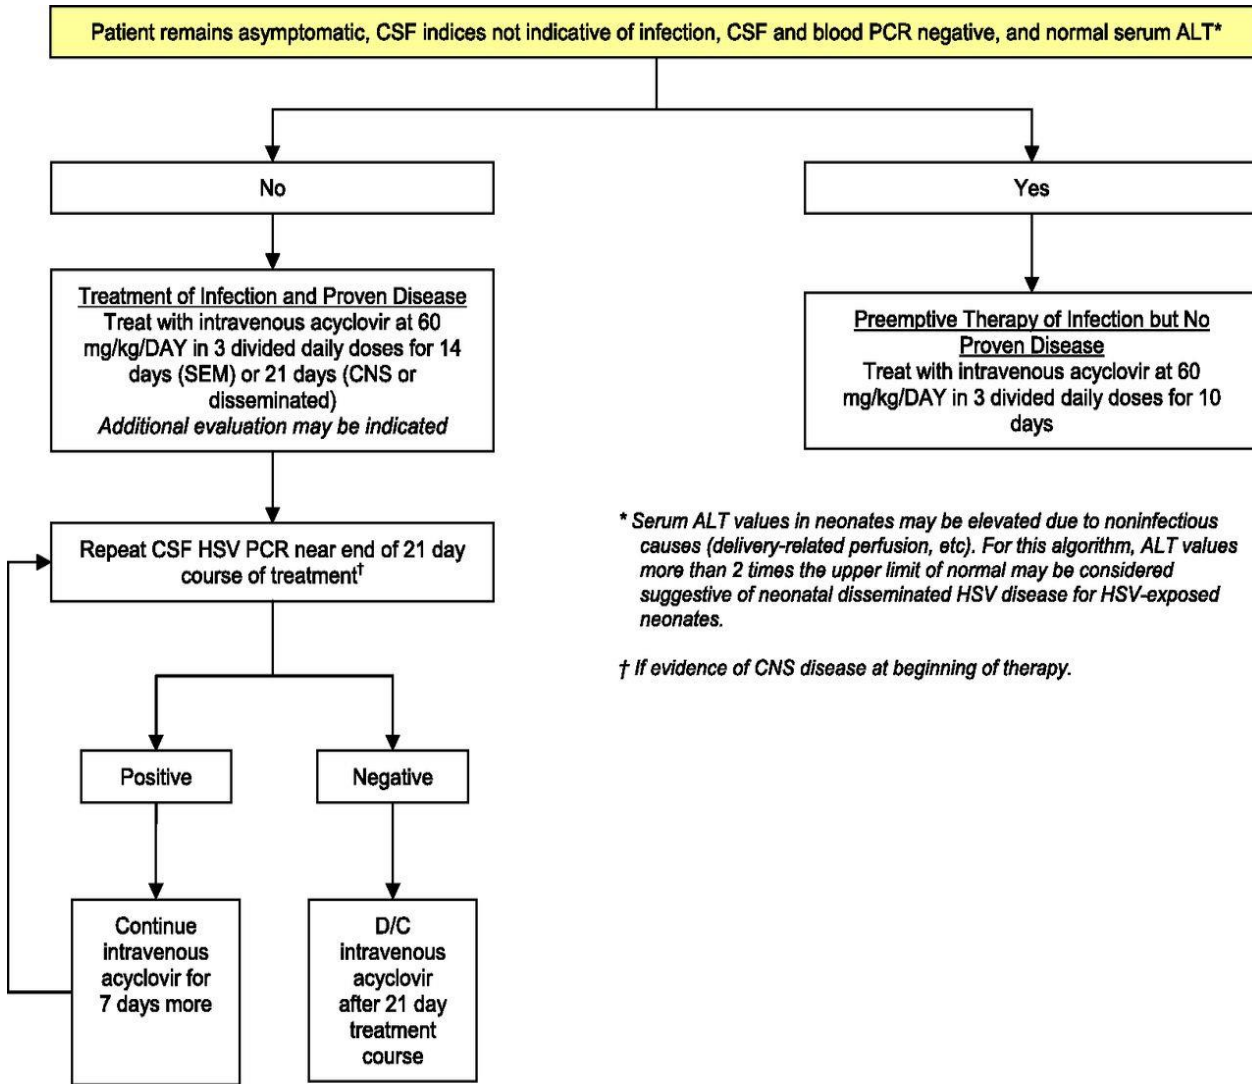 Patient remains asymptomatic, CSF indices not indicative of infection, CSF and blood PCR negative, and normal serum ALT*
No
Yes
Treatment of Infection and Proven Disease
Treat with intravenous acyclovir at 60
mg/kg/DAY in 3 divided daily doses for 14
days (SEM) or 21 days (CNS or
disseminated)
Additional evaluation may be indicated
Preemptive Therapy of Infection but No
Proven Disease
Treat with intravenous acyclovir at 60
mg/kg/DAY in 3 divided daily doses for 10
days
Repeat CSF HSV PCR near end of 21 day
course of treatment†
* Serum ALT values in neonates may be elevated due to noninfectious
causes (delivery-related perfusion, etc). For this algorithm, ALT values
more than 2 times the upper limit of normal may be considered
suggestive of neonatal disseminated HSV disease for HSV-exposed
neonates.
† If evidence of CNS disease at beginning of therapy.
Positive
Negative
Continue
intravenous
acyclovir for
7 days more
D/C
intravenous
acyclovir
after 21 day
treatment
course